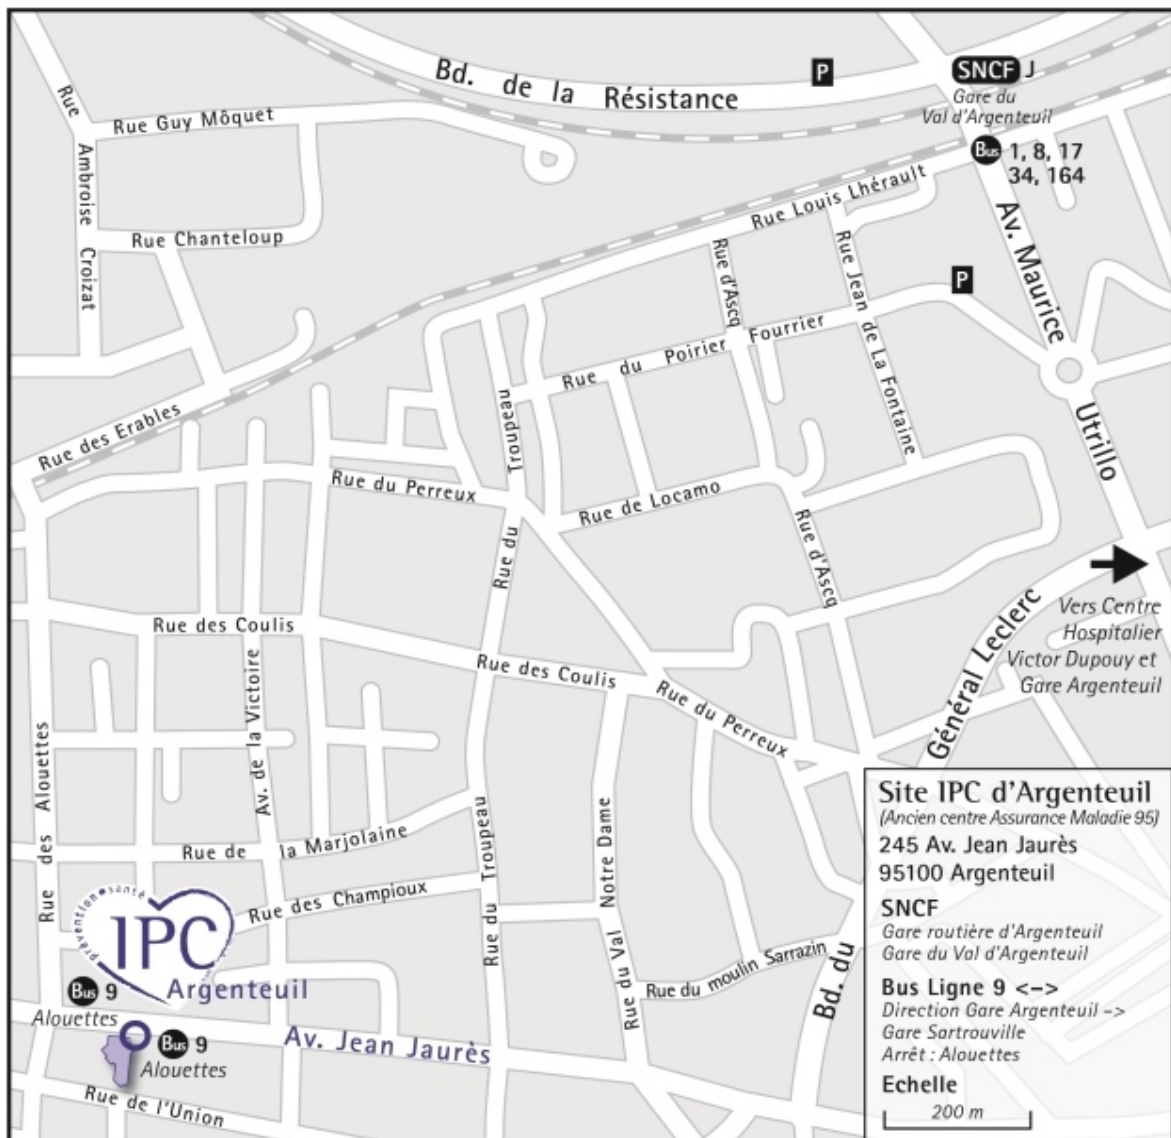 Bd. de la Résistance
P
SNCF J
Gare du
Val d'Argenteuil
Bus 1, 8, 17
34, 164
Rue Guy Môquet
Rue Ambroise Croizat
Rue Chanteloup
Rue Louis Lhérault
Av. Maurice Utrillo
Rue d'Ascq
Rue Jean de La Fontaine
P
Rue du Poirier Fourrier
Rue des Erables
Rue du Troupeau
Rue du Perreux
Rue de Locamo
Rue d'Ascq
Vers Centre
Hospitalier
Victor Dupouy et
Gare Argenteuil
Rue des Coulis
Rue des Coulis
Rue du Perreux
Bd. du Général Leclerc
Rue des Alouettes
Av. de la Victoire
Rue de la Marjolaine
Rue du Troupeau
Rue du Val Notre Dame
Rue des Champioux
Rue du moulin Sarrazin
prévention santé
IPC
Argenteuil
Bus 9
Alouettes
Bus 9
Alouettes
Av. Jean Jaurès
Rue de l'Union
Site IPC d'Argenteuil
(Ancien centre Assurance Maladie 95)
245 Av. Jean Jaurès
95100 Argenteuil
SNCF
Gare routière d'Argenteuil
Gare du Val d'Argenteuil
Bus Ligne 9 <->
Direction Gare Argenteuil ->
Gare Sartrouville
Arrêt : Alouettes
Echelle
200 m